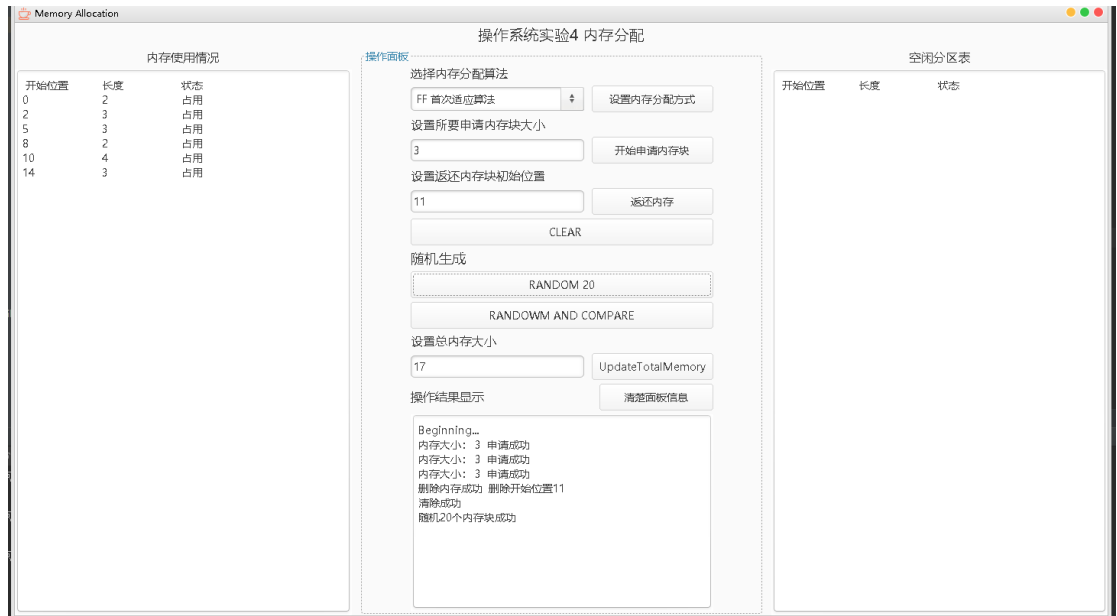 Memory Allocation
操作系统实验4 内存分配
内存使用情况
开始位置 长度 状态
0 2 占用
2 3 占用
5 3 占用
8 2 占用
10 4 占用
14 3 占用
操作面板
选择内存分配算法
FF 首次适应算法 设置内存分配方式
设置所要申请内存块大小
3 开始申请内存块
设置返还内存块初始位置
11 返还内存
CLEAR
随机生成
RANDOM 20
RANDOWM AND COMPARE
设置总内存大小
17 UpdateTotalMemory
操作结果显示 清楚面板信息
Beginning...
内存大小: 3 申请成功
内存大小: 3 申请成功
内存大小: 3 申请成功
删除内存成功 删除开始位置11
清除成功
随机20个内存块成功
空闲分区表
开始位置 长度 状态